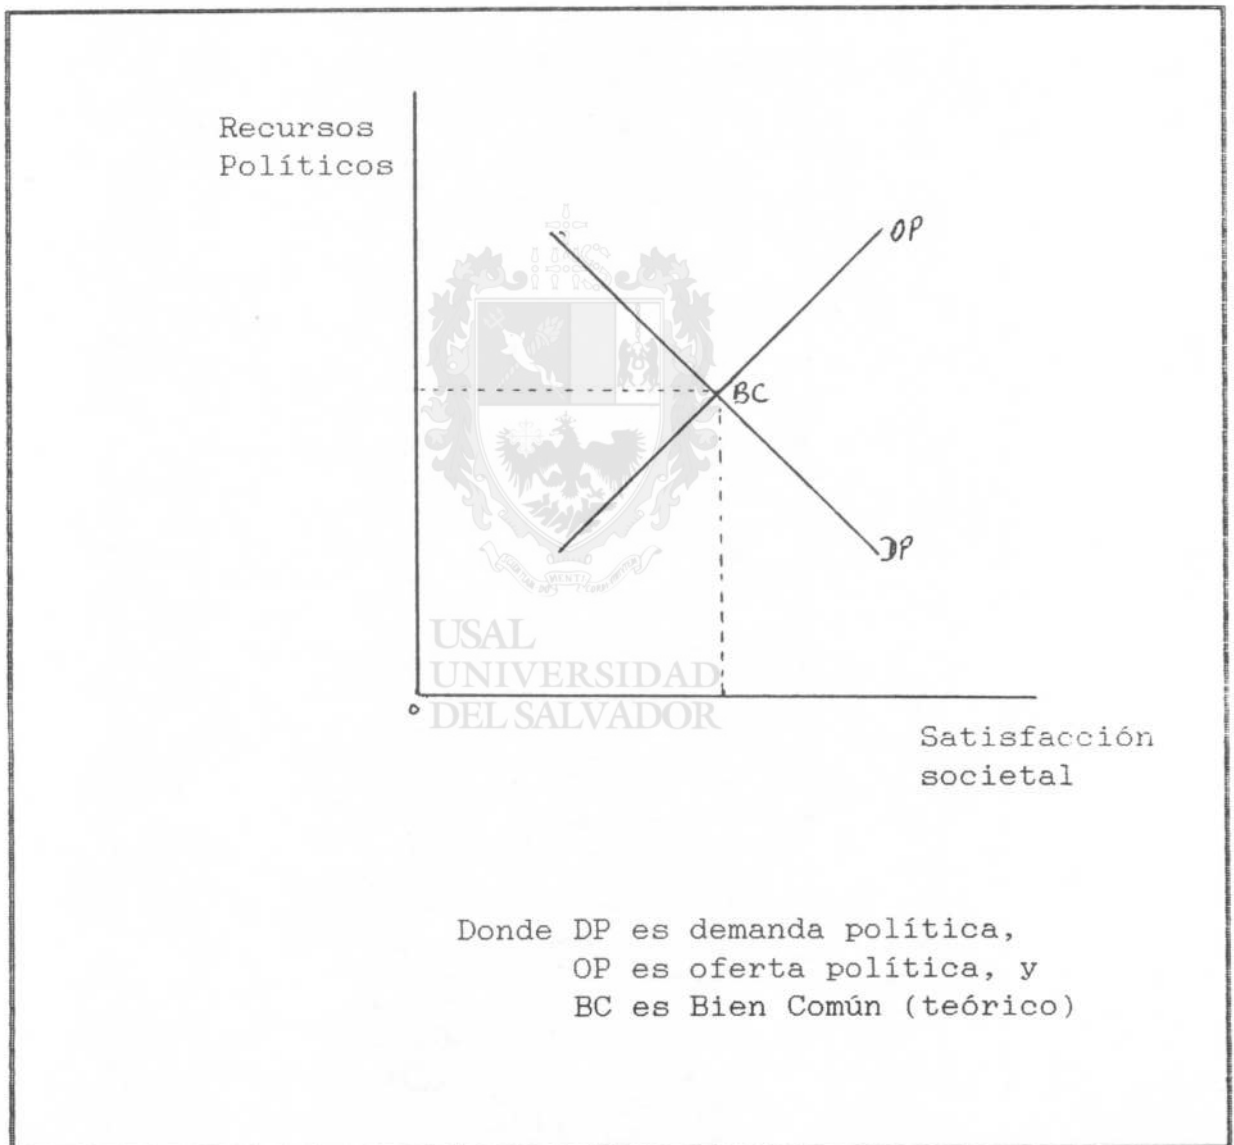 Recursos
Políticos
OP
BC
DP
USAL
UNIVERSIDAD
DEL SALVADOR
0
Satisfacción
societal
Donde DP es demanda política,
OP es oferta política, y
BC es Bien Común (teórico)